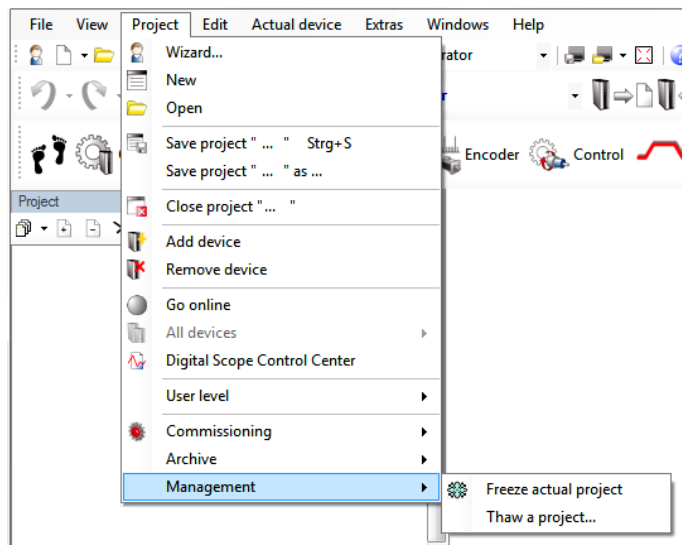 File View Project Edit Actual device Extras Windows Help
Wizard...
New
Open
Save project " ... " Strg+S
Save project " ... " as ...
Close project "... "
Add device
Remove device
Go online
All devices
Digital Scope Control Center
User level
Commissioning
Archive
Management
Freeze actual project
Thaw a project...
rator
r
Encoder Control
Project